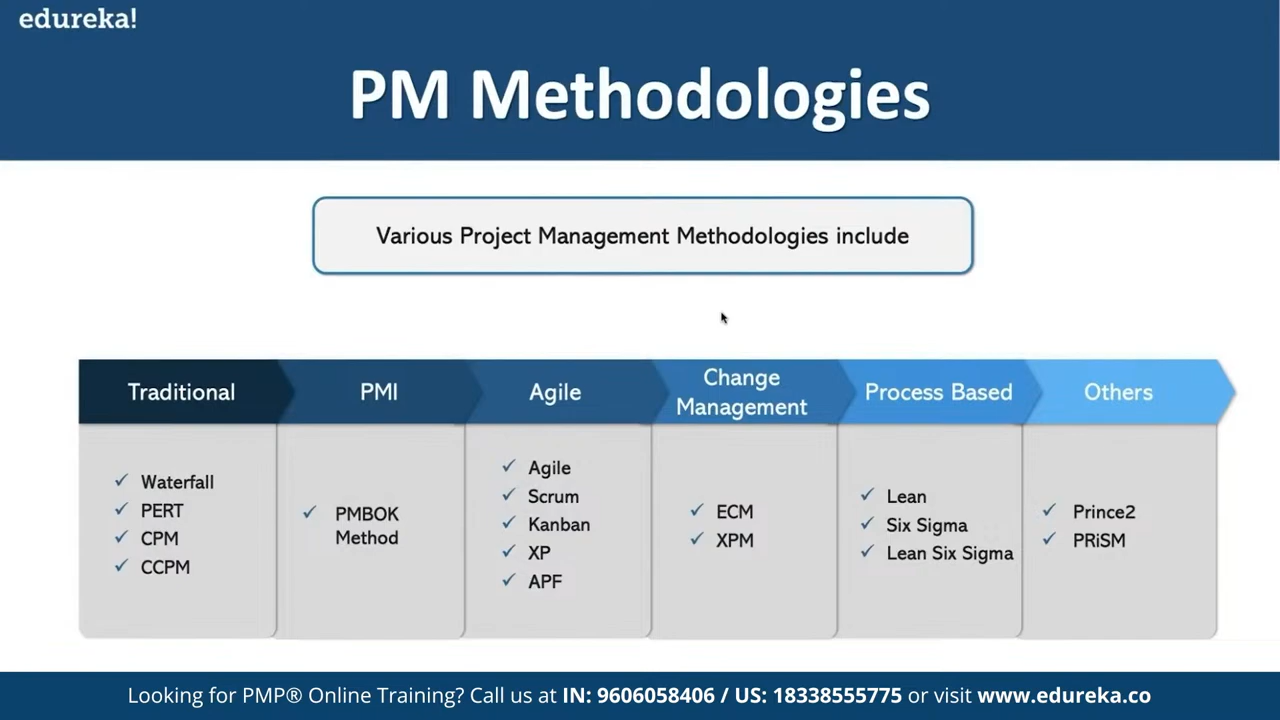 edureka!
PM Methodologies
Various Project Management Methodologies include
Traditional
Waterfall
PERT
CPM
CCPM
PMI
PMBOK
Method
Agile
Agile
Scrum
Kanban
XP
APF
Change
Management
ECM
XPM
Process Based
Lean
Six Sigma
Lean Six Sigma
Others
Prince2
PRiSM
Looking for PMP® Online Training? Call us at IN: 9606058406 / US: 18338555775 or visit www.edureka.co